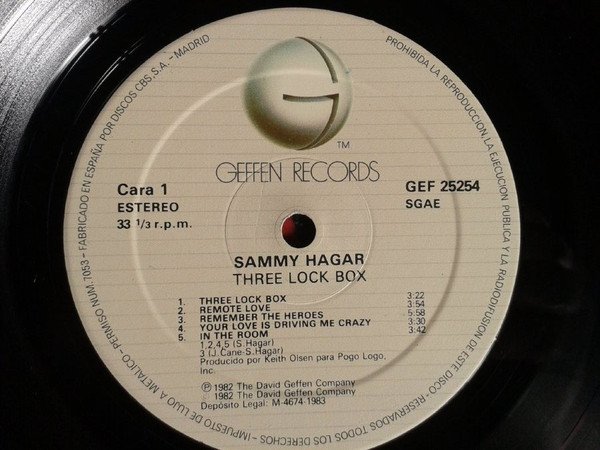 PERMISO NUM. 7053 - FABRICADO EN ESPAÑA POR DISCOS CBS, S.A. - MADRID
PROHIBIDA LA REPRODUCCION, LA EJECUCION PUBLICA Y LA RADIODIFUSION DE ESTE DISCO - RESERVADOS TODOS LOS DERECHOS - IMPUESTO DE LUJO A METALICO -
TM
GEFFEN RECORDS
Cara 1
GEF 25254
ESTEREO
SGAE
33 1/3 r.p.m.
SAMMY HAGAR
THREE LOCK BOX
1. THREE LOCK BOX 3:22
2. REMOTE LOVE 3:54
3. REMEMBER THE HEROES 5:58
4. YOUR LOVE IS DRIVING ME CRAZY 3:30
5. IN THE ROOM 3:42
1,2,4,5 (S.Hagar)
3 (J.Cane-S.Hagar)
Producido por Keith Olsen para Pogo Logo,
Inc.
℗ 1982 The David Geffen Company
1982 The David Geffen Company
Depósito Legal: M-4674-1983